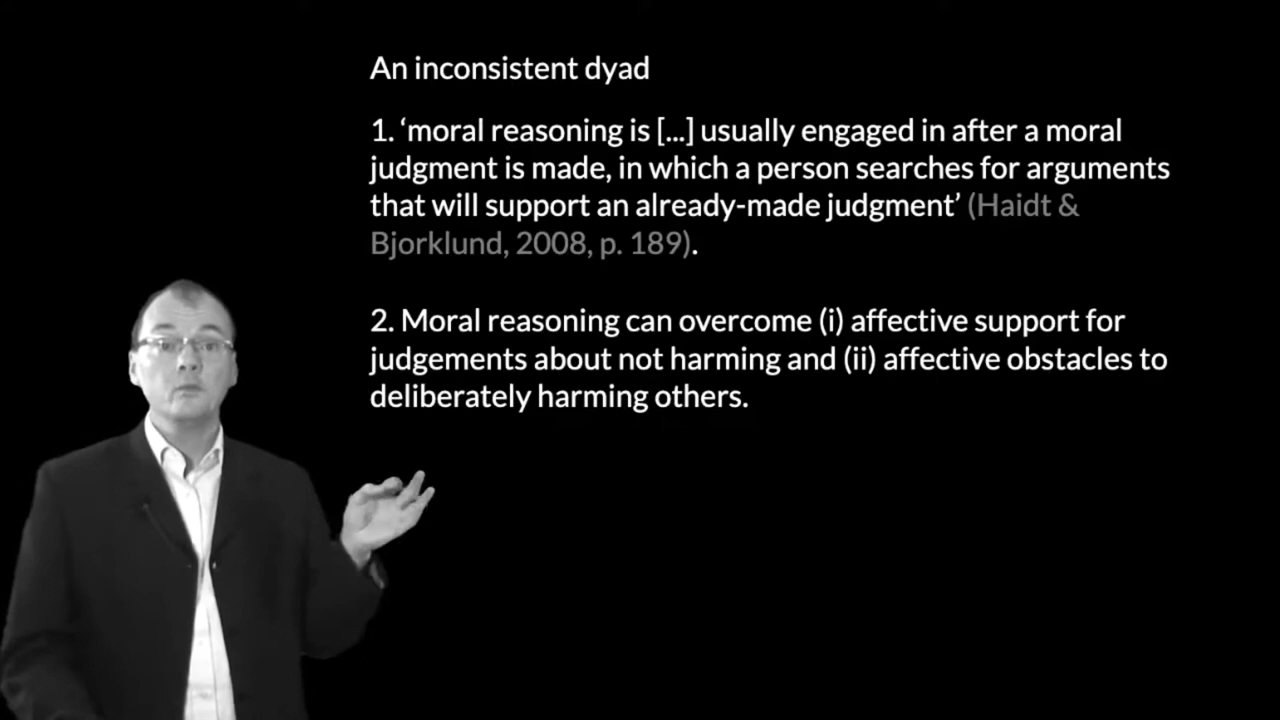 An inconsistent dyad
1. ‘moral reasoning is [...] usually engaged in after a moral
judgment is made, in which a person searches for arguments
that will support an already-made judgment’ (Haidt &
Bjorklund, 2008, p. 189).
2. Moral reasoning can overcome (i) affective support for
judgements about not harming and (ii) affective obstacles to
deliberately harming others.